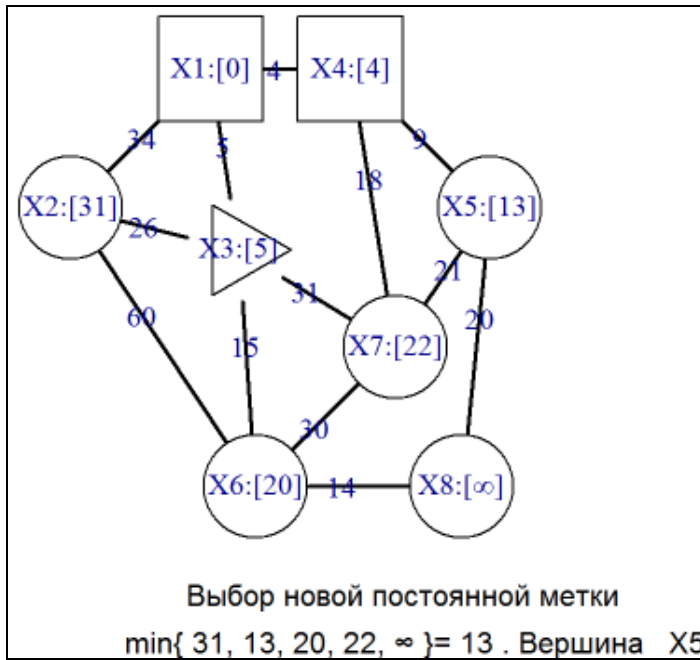 X1:[0] 4 X4:[4]
34 5 9
18
X2:[31] 26 X3:[5] X5:[13]
21
31
60 15 20
X7:[22]
30
X6:[20] 14 X8:[∞]
Выбор новой постоянной метки
min{ 31, 13, 20, 22, ∞ }= 13 . Вершина X5